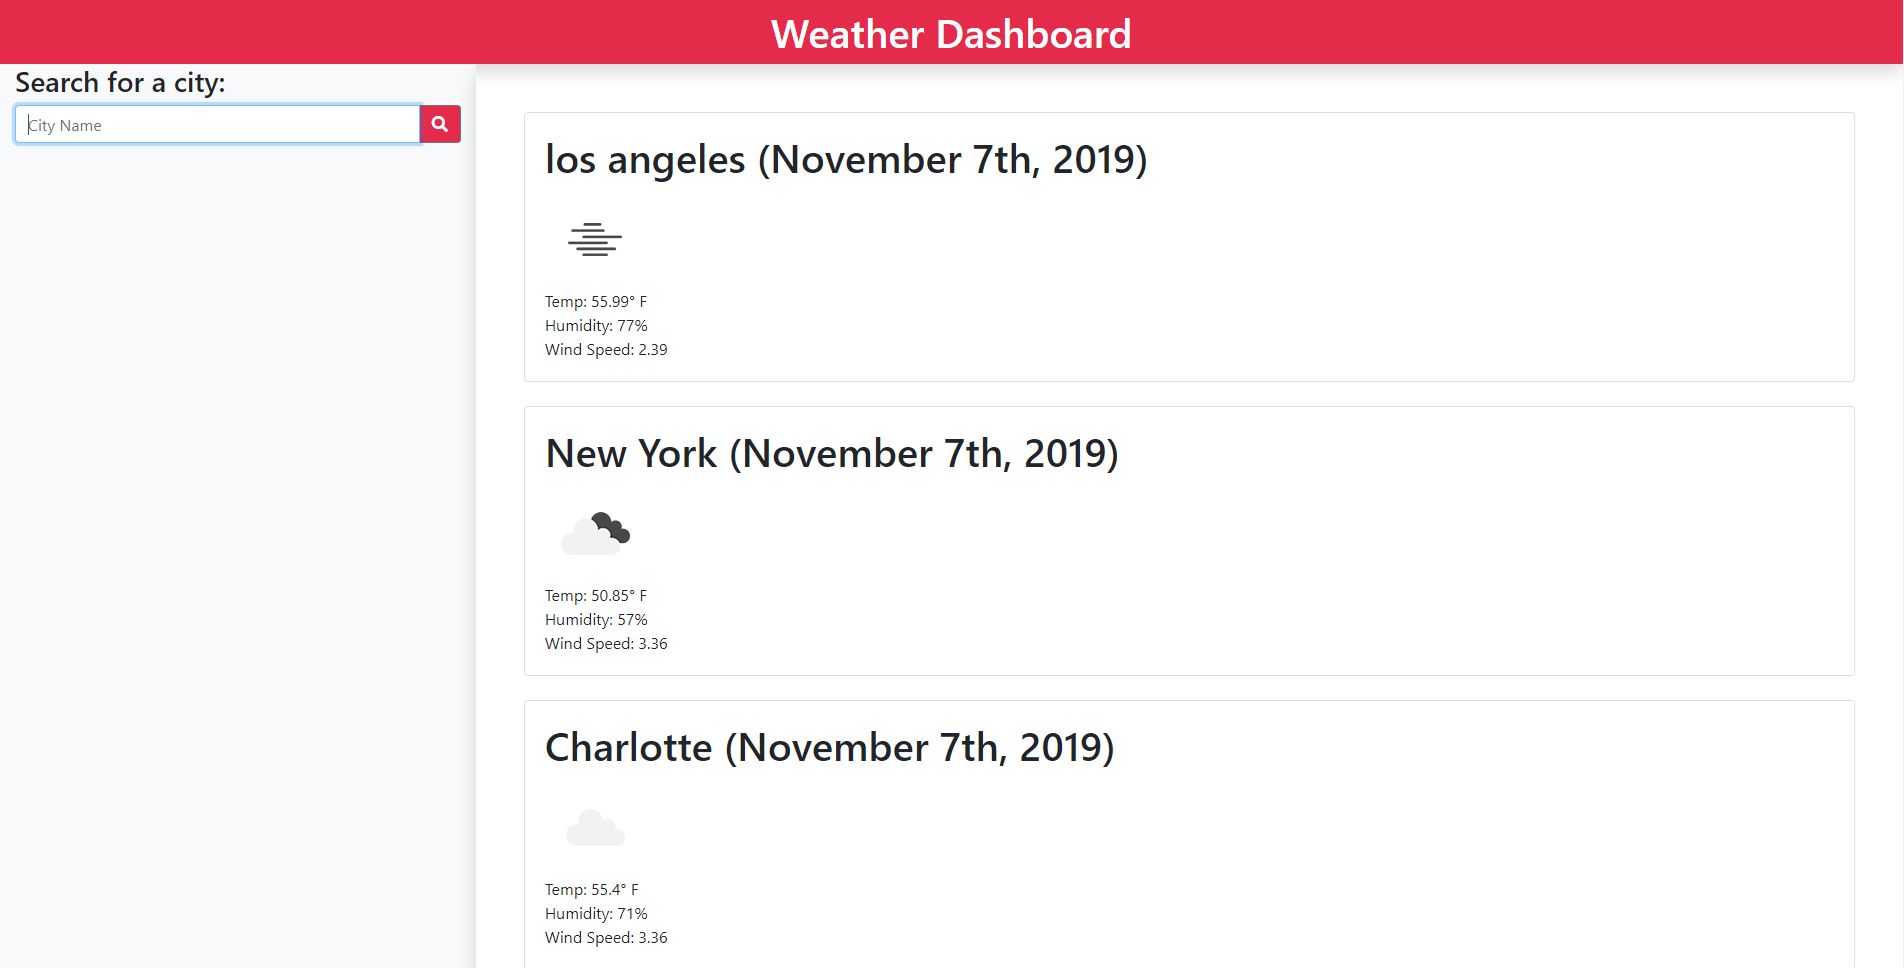 Weather Dashboard
Search for a city:
City Name
los angeles (November 7th, 2019)
Temp: 55.99° F
Humidity: 77%
Wind Speed: 2.39
New York (November 7th, 2019)
Temp: 50.85° F
Humidity: 57%
Wind Speed: 3.36
Charlotte (November 7th, 2019)
Temp: 55.4° F
Humidity: 71%
Wind Speed: 3.36